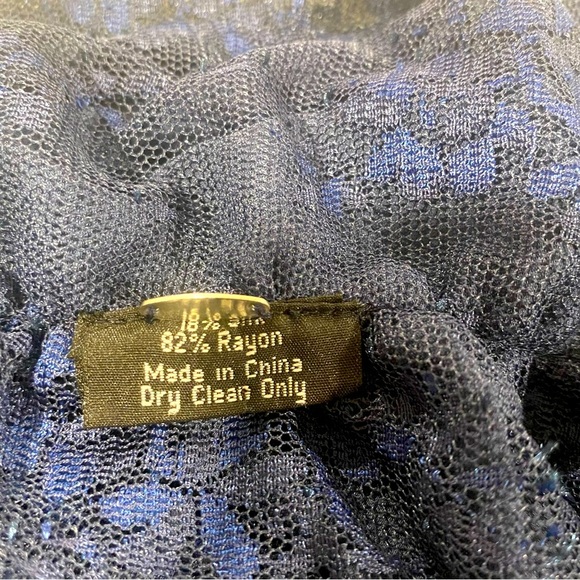 18% Silk
82% Rayon
Made in China
Dry Clean Only